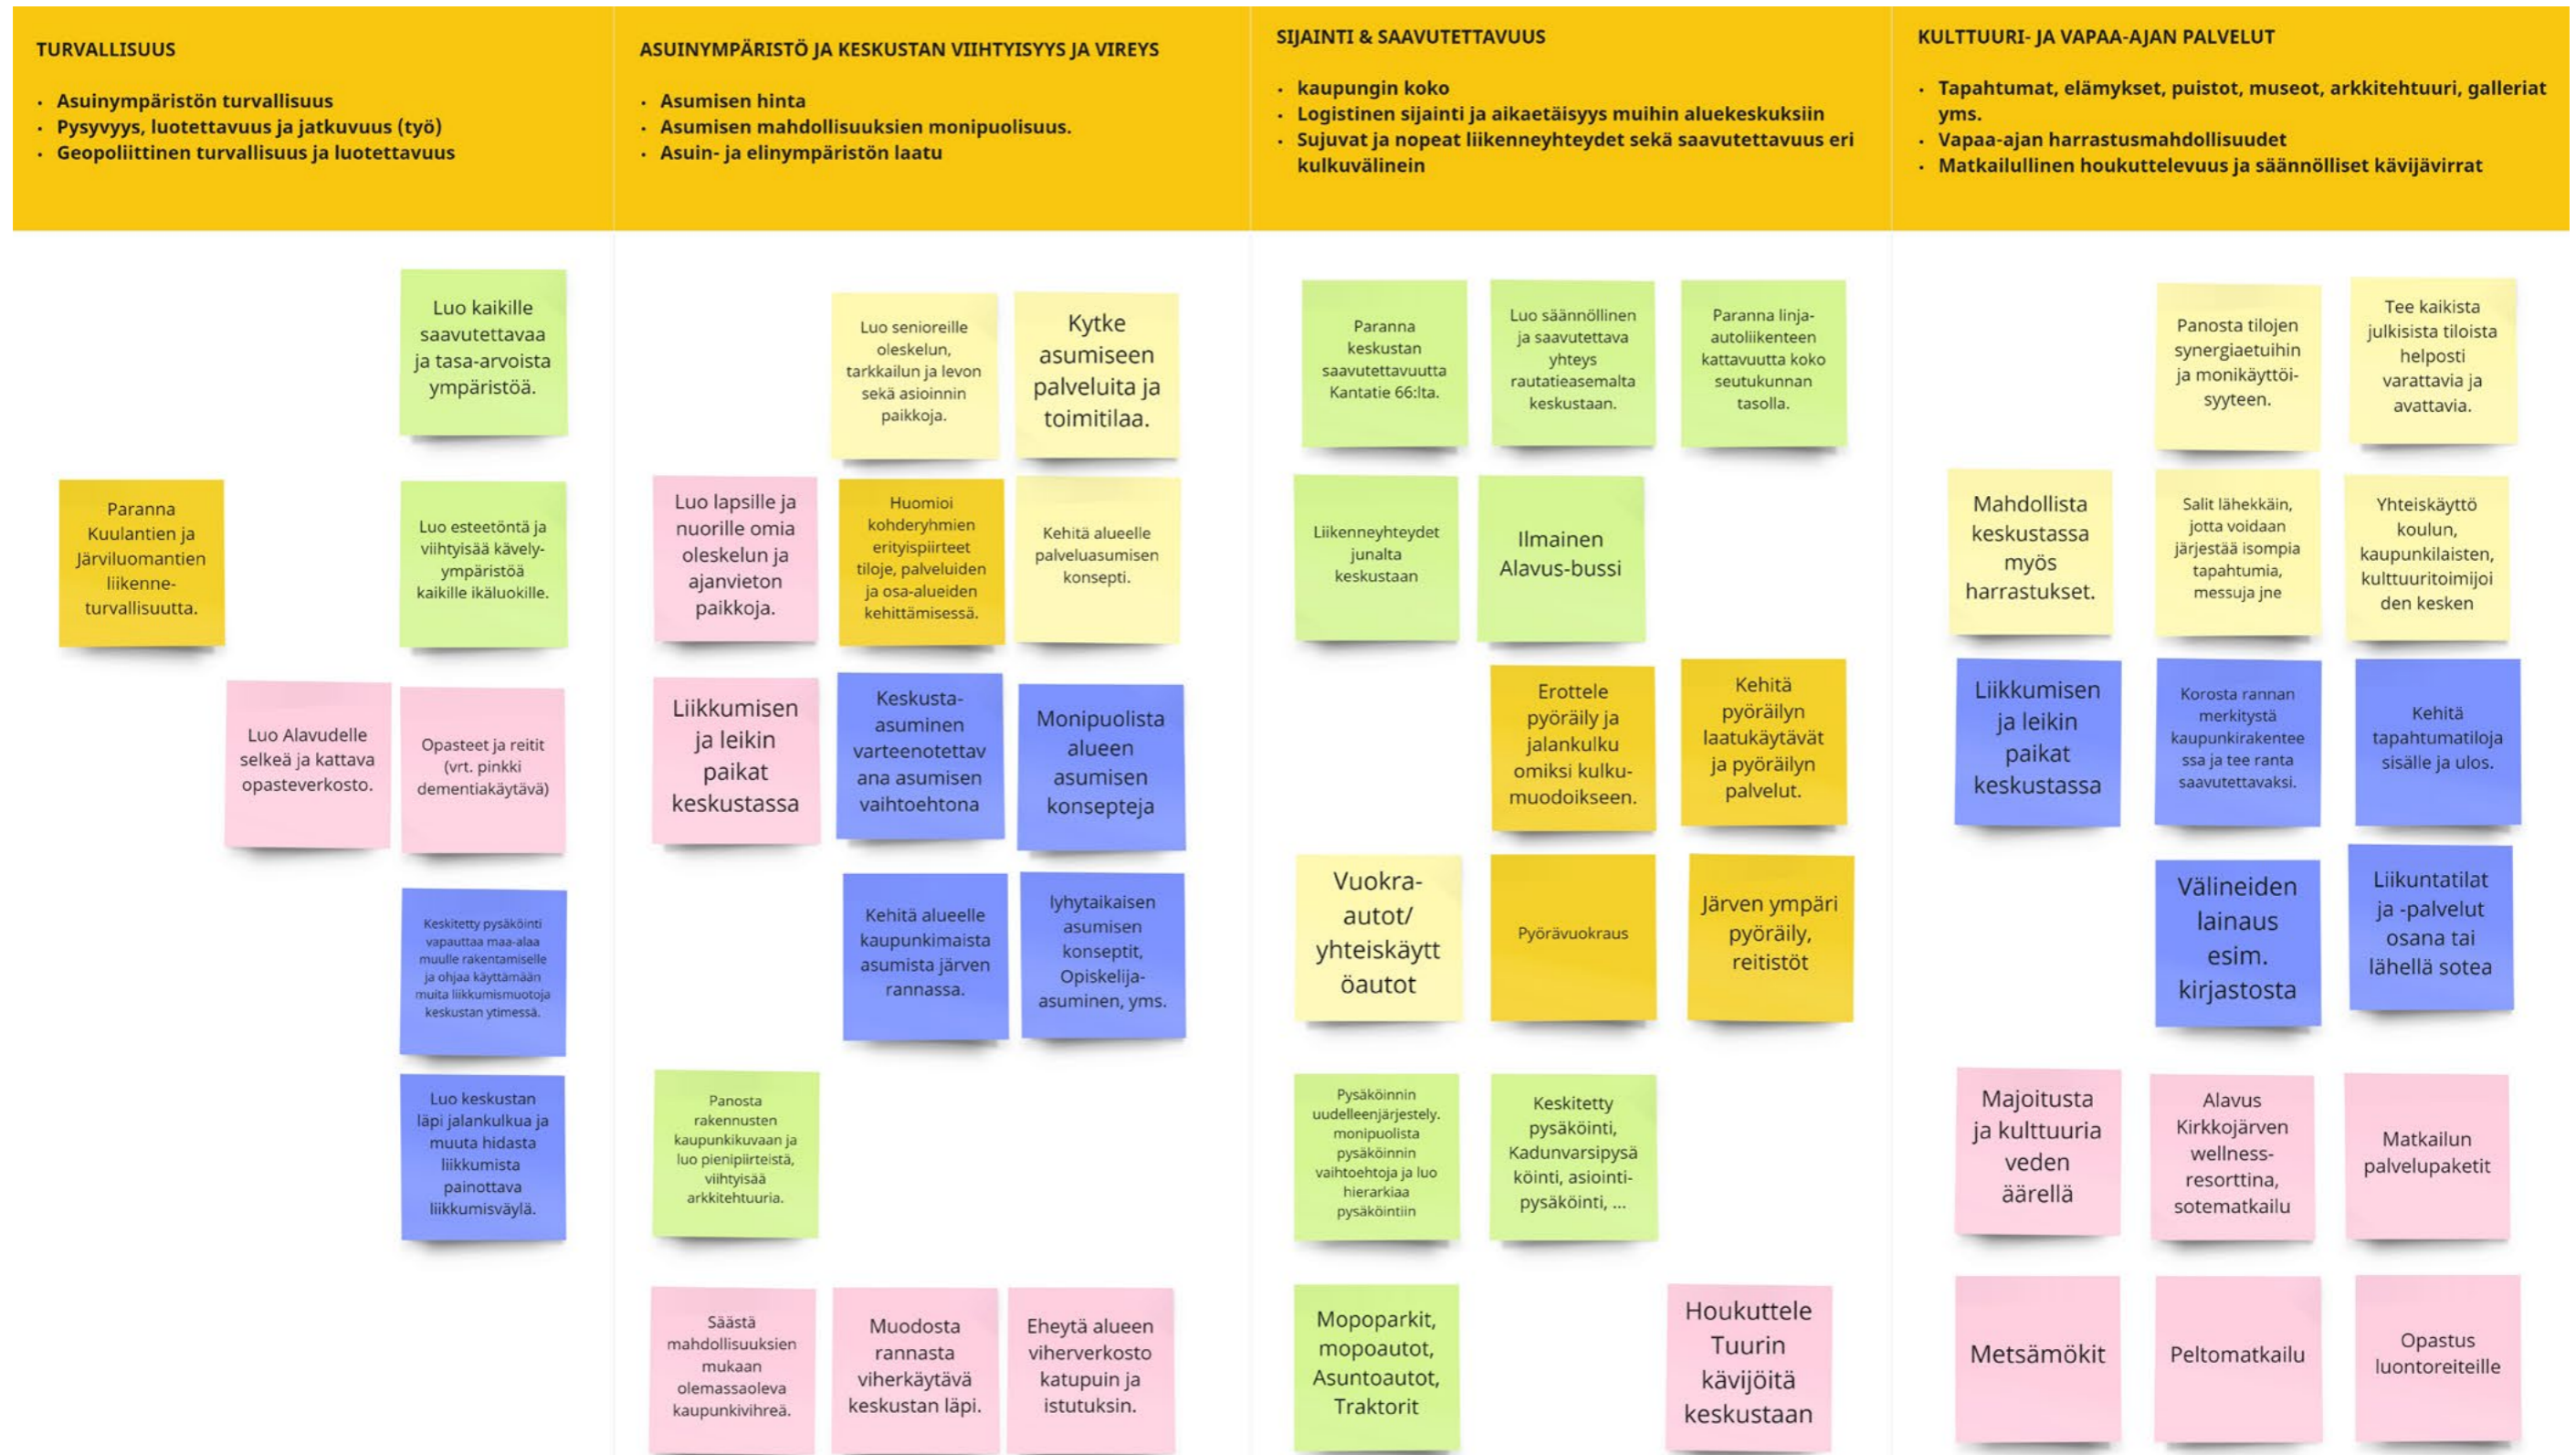 TURVALLISUUS
• Asuinympäristön turvallisuus
• Pysyvyys, luotettavuus ja jatkuvuus (työ)
• Geopoliittinen turvallisuus ja luotettavuus
Luo kaikille
saavutettavaa
ja tasa-arvoista
ympäristöä.
Paranna
Kuulantien ja
Järviluomantien
liikenne-
turvallisuutta.
Luo esteetöntä ja
viihtyisää kävely-
ympäristöä
kaikille ikäluokille.
Luo Alavudelle
selkeä ja kattava
opasteverkosto.
Opasteet ja reitit
(vrt. pinkki
dementiakäytävä)
Keskitetty pysäköinti
vapauttaa maa-alaa
muulle rakentamiselle
ja ohjaa käyttämään
muita liikkumismuotoja
keskustan ytimessä.
Luo keskustan
läpi jalankulkua ja
muuta hidasta
liikkumista
painottava
liikkumisväylä.
ASUINYMPÄRISTÖ JA KESKUSTAN VIIHTYISYYS JA VIREYS
• Asumisen hinta
• Asumisen mahdollisuuksien monipuolisuus.
• Asuin- ja elinympäristön laatu
Luo senioreille
oleskelun,
tarkkailun ja levon
sekä asioinnin
paikkoja.
Kytke
asumiseen
palveluita ja
toimitilaa.
Luo lapsille ja
nuorille omia
oleskelun ja
ajanvieton
paikkoja.
Huomioi
kohderyhmien
erityispiirteet
tiloje, palveluiden
ja osa-alueiden
kehittämisessä.
Kehitä alueelle
palveluasumisen
konsepti.
Liikkumisen
ja leikin
paikat
keskustassa
Keskusta-
asuminen
varteenotettav
ana asumisen
vaihtoehtona
Monipuolista
alueen
asumisen
konsepteja
Kehitä alueelle
kaupunkimaista
asumista järven
rannassa.
lyhytaikaisen
asumisen
konseptit,
Opiskelija-
asuminen, yms.
Panosta
rakennusten
kaupunkikuvaan ja
luo pienipiirteistä,
viihtyisää
arkkitehtuuria.
Säästä
mahdollisuuksien
mukaan
olemassaoleva
kaupunkivihreä.
Muodosta
rannasta
viherkäytävä
keskustan läpi.
Eheytä alueen
viherverkosto
katupuin ja
istutuksin.
SIJAINTI & SAAVUTETTAVUUS
• kaupungin koko
• Logistinen sijainti ja aikaetäisyys muihin aluekeskuksiin
• Sujuvat ja nopeat liikenneyhteydet sekä saavutettavuus eri
kulkuvälinein
Paranna
keskustan
saavutettavuutta
Kantatie 66:lta.
Luo säännöllinen
ja saavutettava
yhteys
rautatieasemalta
keskustaan.
Paranna linja-
autoliikenteen
kattavuutta koko
seutukunnan
tasolla.
Liikenneyhteydet
junalta
keskustaan
Ilmainen
Alavus-bussi
Erottele
pyöräily ja
jalankulku
omiksi kulku-
muodoikseen.
Kehitä
pyöräilyn
laatukäytävät
ja pyöräilyn
palvelut.
Vuokra-
autot/
yhteiskäytt
öautot
Pyörävuokraus
Järven ympäri
pyöräily,
reitistöt
Pysäköinnin
uudelleenjärjestely.
monipuolista
pysäköinnin
vaihtoehtoja ja luo
hierarkiaa
pysäköintiin
Keskitetty
pysäköinti,
Kadunvarsipysä
köinti, asiointi-
pysäköinti, ...
Mopoparkit,
mopoautot,
Asuntoautot,
Traktorit
Houkuttele
Tuurin
kävijöitä
keskustaan
KULTTUURI- JA VAPAA-AJAN PALVELUT
• Tapahtumat, elämykset, puistot, museot, arkkitehtuuri, galleriat
yms.
• Vapaa-ajan harrastusmahdollisuudet
• Matkailullinen houkuttelevuus ja säännölliset kävijävirrat
Panosta tilojen
synergiaetuihin
ja monikäyttöi-
syyteen.
Tee kaikista
julkisista tiloista
helposti
varattavia ja
avattavia.
Mahdollista
keskustassa
myös
harrastukset.
Salit lähekkäin,
jotta voidaan
järjestää isompia
tapahtumia,
messuja jne
Yhteiskäyttö
koulun,
kaupunkilaisten,
kulttuuritoimijoi
den kesken
Liikkumisen
ja leikin
paikat
keskustassa
Korosta rannan
merkitystä
kaupunkirakentee
ssa ja tee ranta
saavutettavaksi.
Kehitä
tapahtumatiloja
sisälle ja ulos.
Välineiden
lainaus
esim.
kirjastosta
Liikuntatilat
ja -palvelut
osana tai
lähellä sotea
Majoitusta
ja kulttuuria
veden
äärellä
Alavus
Kirkkojärven
wellness-
resorttina,
sotematkailu
Matkailun
palvelupaketit
Metsämökit
Peltomatkailu
Opastus
luontoreiteille